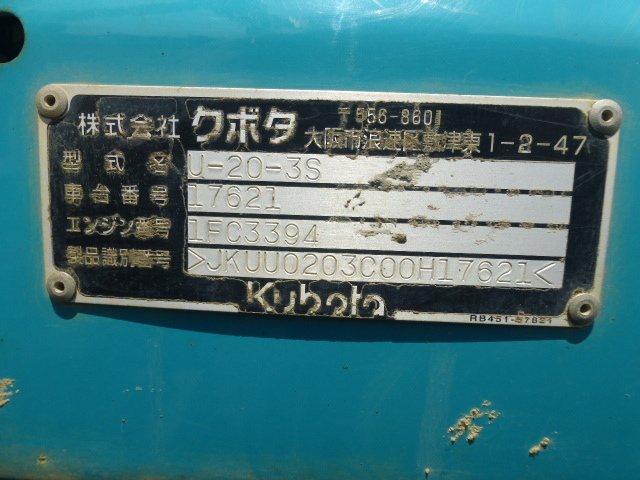 株式会社 クボタ 〒556-8601
大阪市浪速区敷津東1-2-47
型式名 U-20-3S
車台番号 17621
エンジン番号 1FC3394
製品識別番号 >JKUU0203C00H17621<
Kubota
RB451-57821